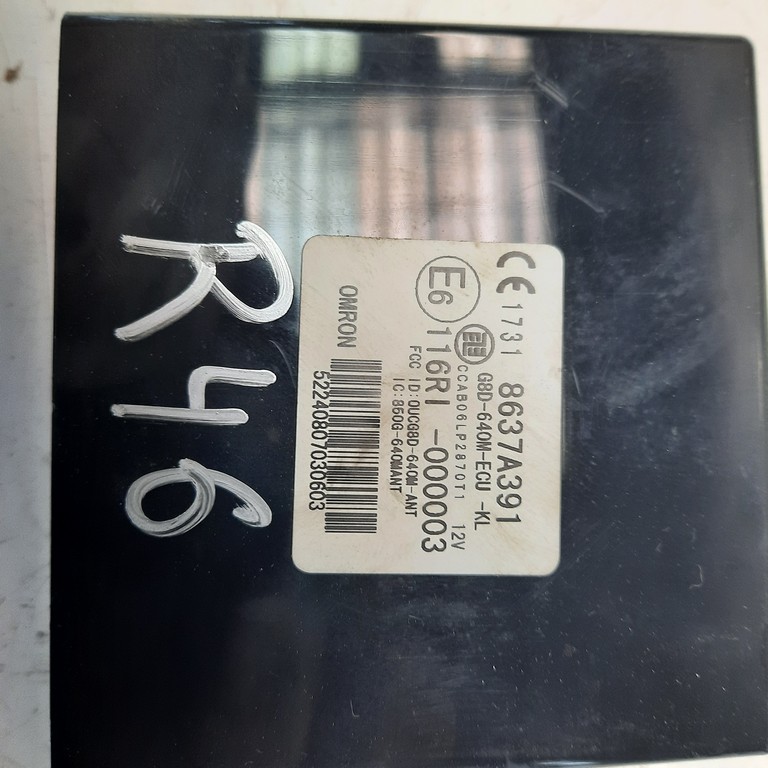 CE 1731 8637A391
G8D-640M-ECU -KL
CCAB06LP2870T1 12V
E6 116RI -000003
FCC ID:OUCG8D-640M-ANT
IC:850G-640MANT
OMRON
52240807030603
R46